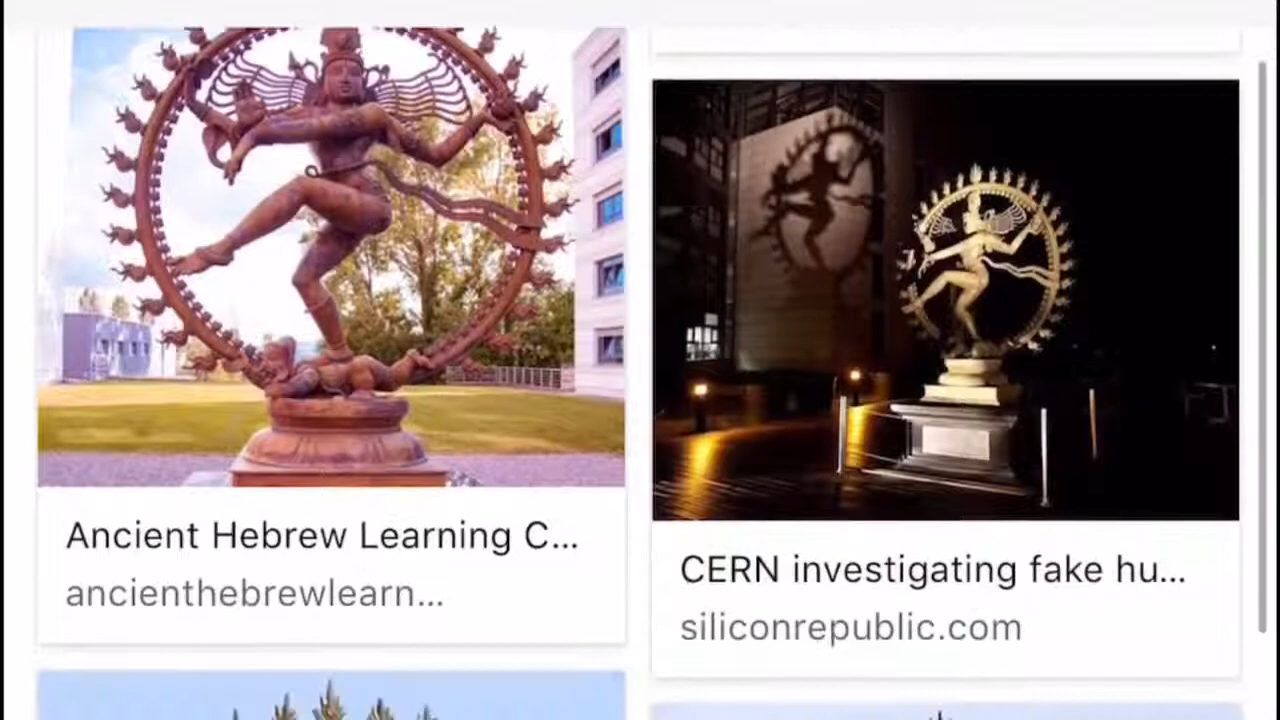 Ancient Hebrew Learning C...
ancienthebrewlearn...
CERN investigating fake hu...
siliconrepublic.com